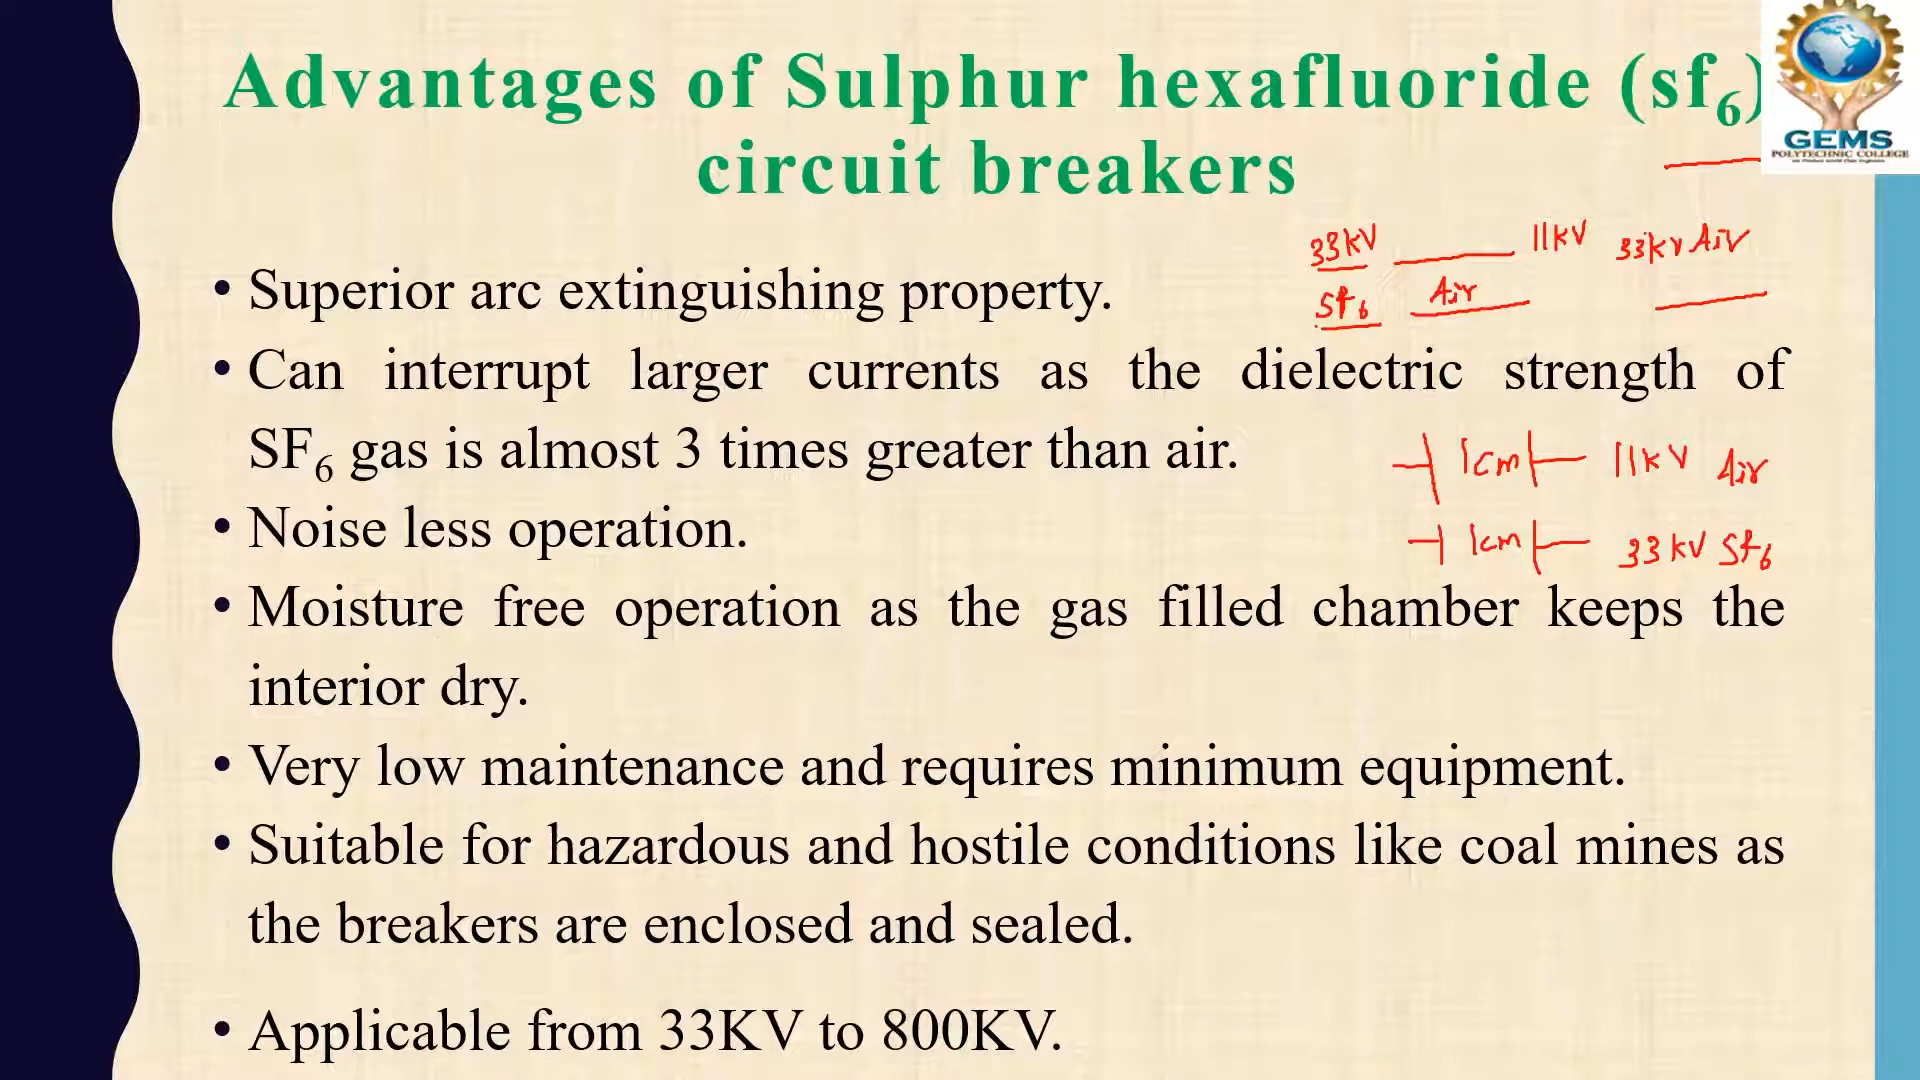 Advantages of Sulphur hexafluoride (sf₆)
circuit breakers
GEMS
POLYTECHNIC COLLEGE
33kV 11kV 33kV Air
Sf₆ Air
• Superior arc extinguishing property.
• Can interrupt larger currents as the dielectric strength of
SF₆ gas is almost 3 times greater than air.
1cm 11kV Air
• Noise less operation.
1cm 33kV Sf₆
• Moisture free operation as the gas filled chamber keeps the
interior dry.
• Very low maintenance and requires minimum equipment.
• Suitable for hazardous and hostile conditions like coal mines as
the breakers are enclosed and sealed.
• Applicable from 33KV to 800KV.